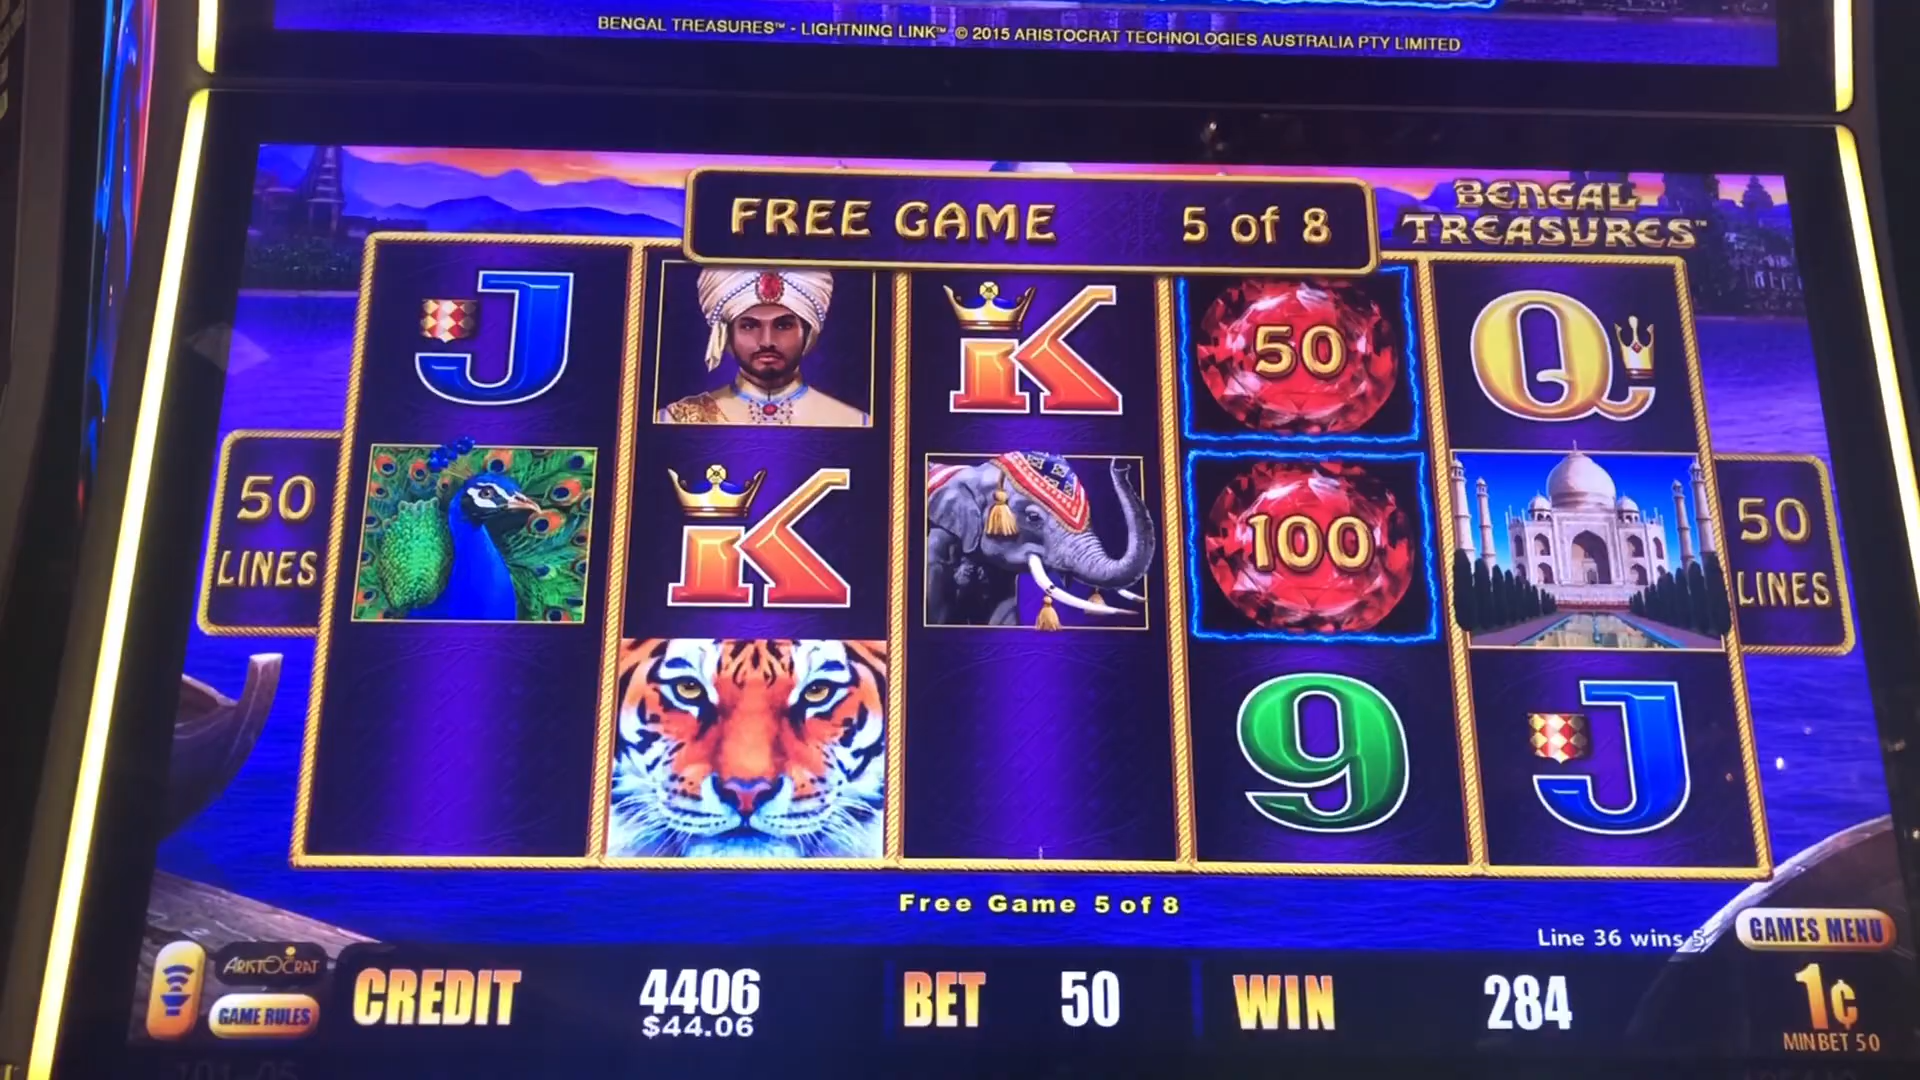 BENGAL TREASURES™ - LIGHTNING LINK™ © 2015 ARISTOCRAT TECHNOLOGIES AUSTRALIA PTY LIMITED
FREE GAME 5 of 8
BENGAL
TREASURES™
J
K
50
Q
50
LINES
K
100
50
LINES
9
J
Free Game 5 of 8
Line 36 wins 5
GAMES MENU
ARISTOCRAT
GAME RULES
CREDIT 4406
$44.06
BET 50
WIN 284
1¢
MIN BET 50